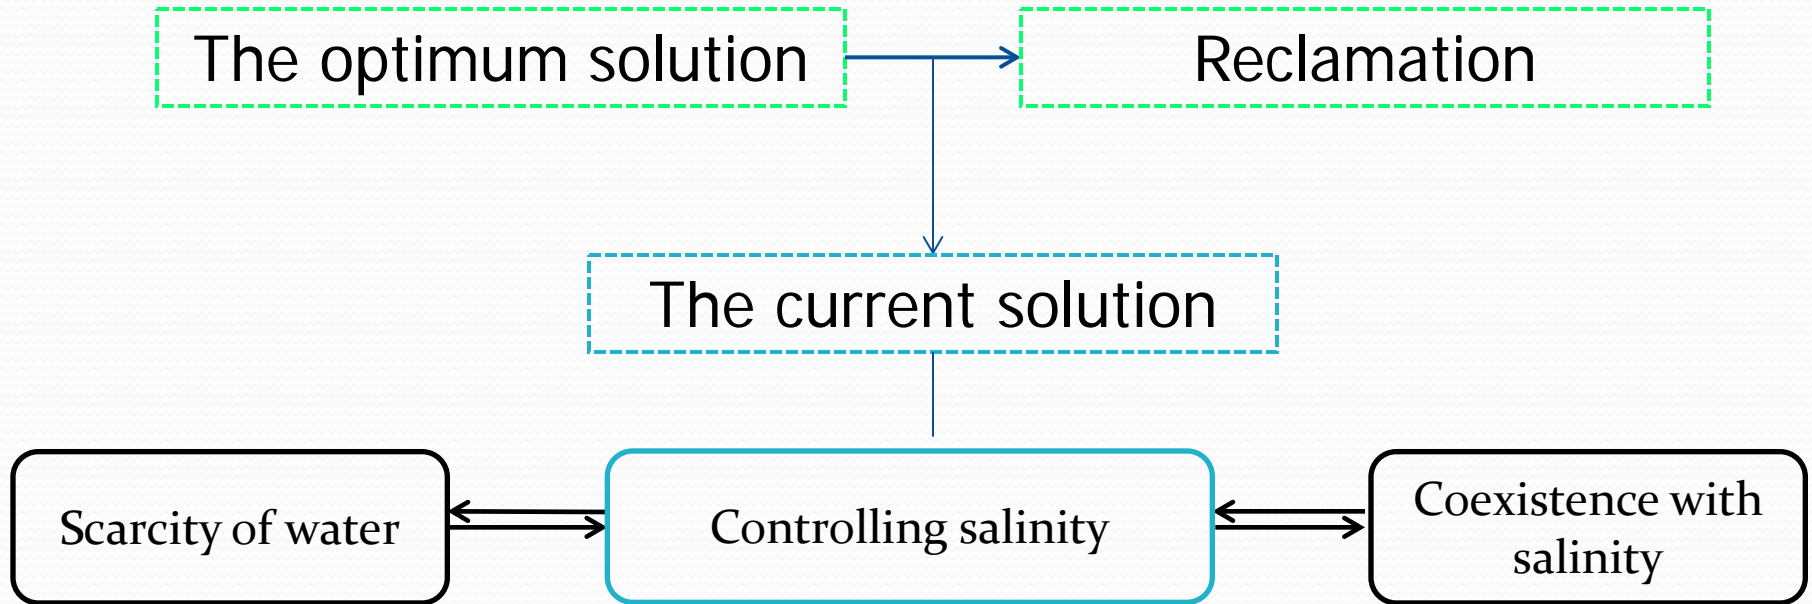 The optimum solution
Reclamation
The current solution
Scarcity of water
Controlling salinity
Coexistence with
salinity